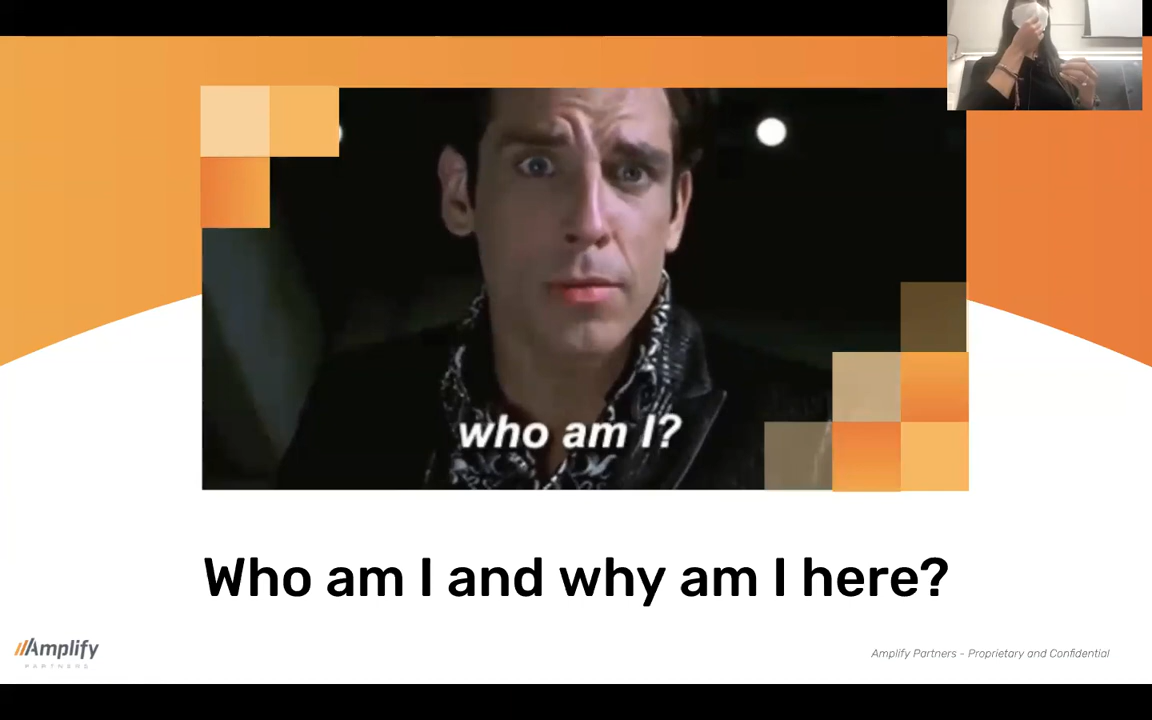 who am I?
Who am I and why am I here?
Amplify
PARTNERS
Amplify Partners - Proprietary and Confidential